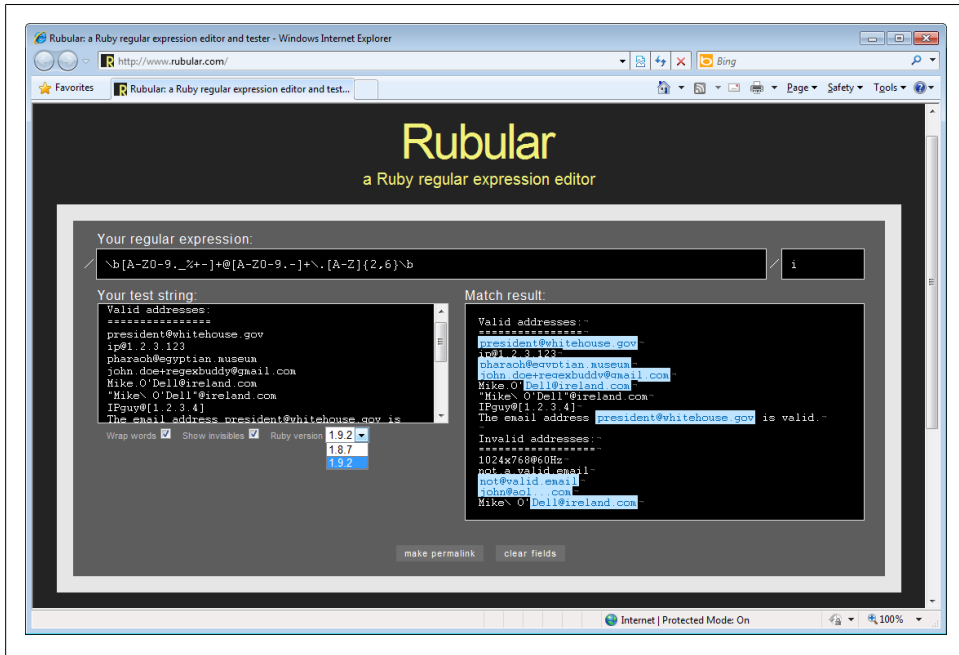 Rubular: a Ruby regular expression editor and tester - Windows Internet Explorer
http://www.rubular.com/
Bing
Favorites
Rubular: a Ruby regular expression editor and test...
Page
Safety
Tools
Rubular
a Ruby regular expression editor
Your regular expression:
/ \b[A-Z0-9._%+-]+@[A-Z0-9.-]+\.[A-Z]{2,6}\b / i
Your test string:
Valid addresses:
================
president@whitehouse.gov
ip@1.2.3.123
pharaoh@egyptian.museum
john.doe+regexbuddy@gmail.com
Mike.O'Dell@ireland.com
"Mike\ O'Dell"@ireland.com
IPguy@[1.2.3.4]
The email address president@whitehouse.gov is
Wrap words
Show invisibles
Ruby version 1.9.2
1.8.7
1.9.2
Match result:
Valid addresses:¬
================¬
president@whitehouse.gov¬
ip@1.2.3.123¬
pharaoh@egyptian.museum¬
john.doe+regexbuddy@gmail.com¬
Mike.O'Dell@ireland.com¬
"Mike\ O'Dell"@ireland.com¬
IPguy@[1.2.3.4]¬
The email address president@whitehouse.gov is valid.¬
¬
Invalid addresses:¬
==================¬
1024x768@60Hz¬
not.a.valid.email¬
not@valid.email¬
john@aol...com¬
Mike\ O'Dell@ireland.com¬
make permalink
clear fields
Internet | Protected Mode: On
100%